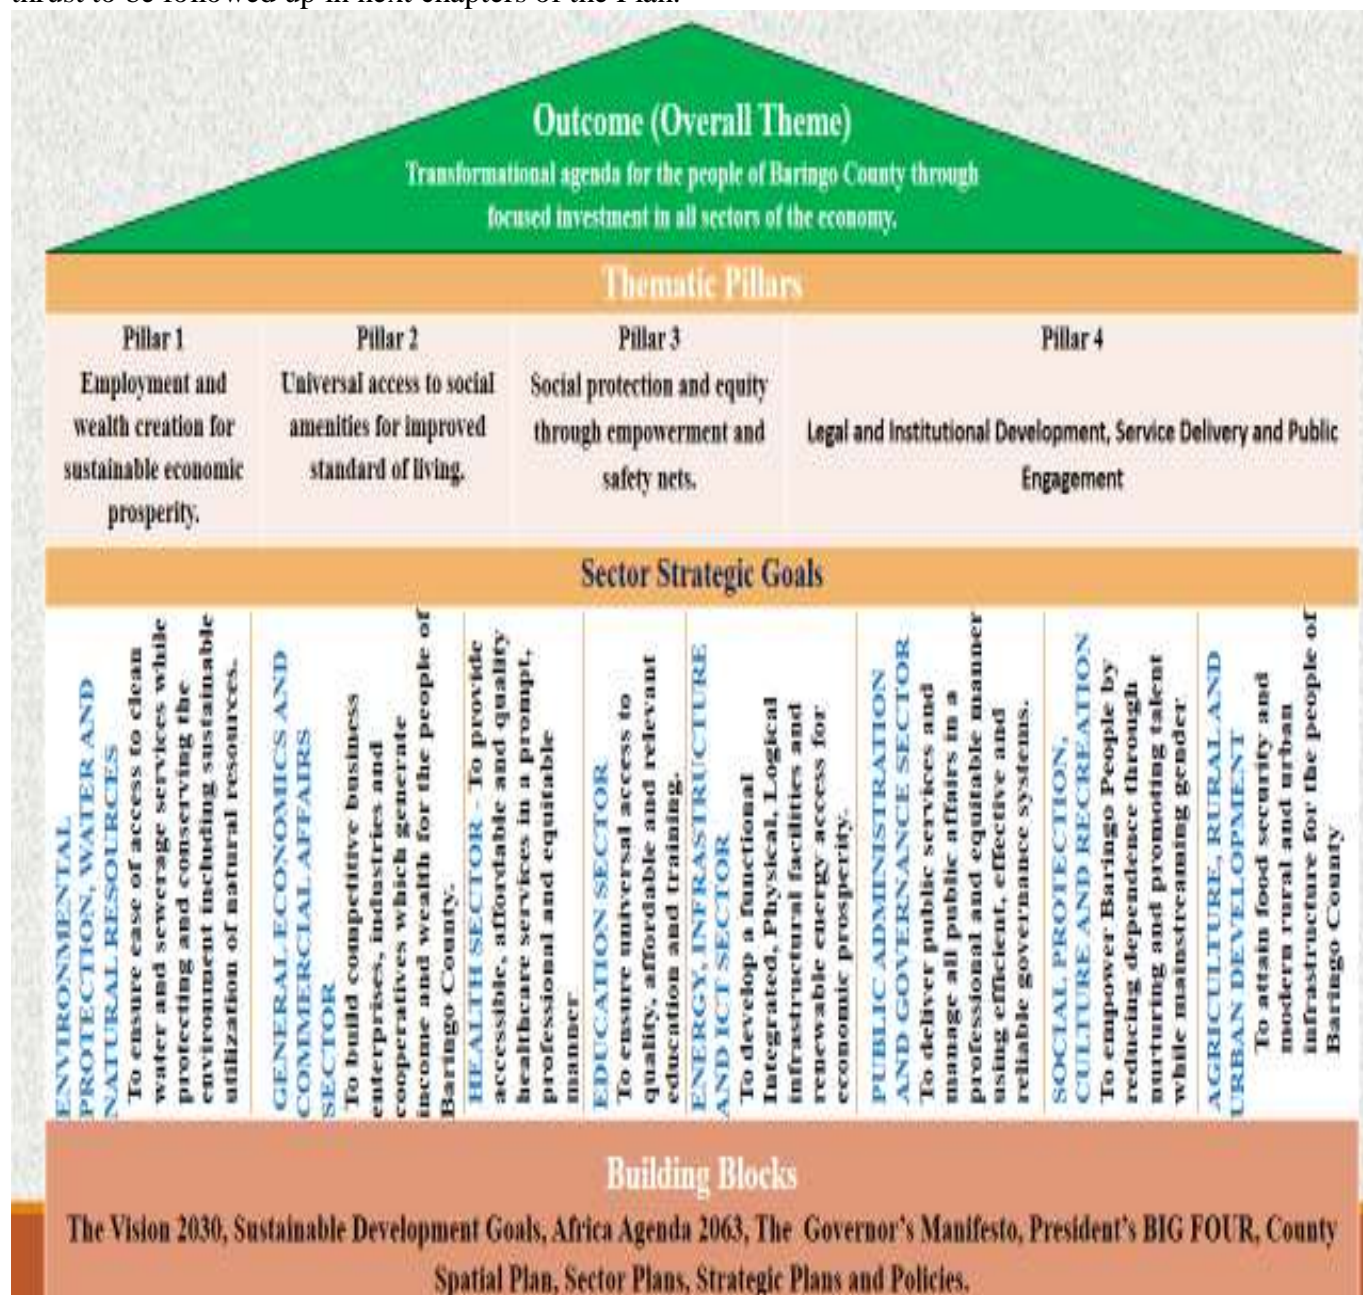 thrust to be followed up in next chapters of the Plan.
Outcome (Overall Theme)
Transformational agenda for the people of Baringo County through
focused investment in all sectors of the economy.
Thematic Pillars
Pillar 1
Employment and
wealth creation for
sustainable economic
prosperity.
Pillar 2
Universal access to social
amenities for improved
standard of living.
Pillar 3
Social protection and equity
through empowerment and
safety nets.
Pillar 4
Legal and Institutional Development, Service Delivery and Public
Engagement
Sector Strategic Goals
ENVIRONMENTAL
PROTECTION, WATER AND
NATURAL RESOURCES
To ensure ease of access to clean
water and sewerage services while
protecting and conserving the
environment including sustainable
utilization of natural resources.
GENERAL ECONOMICS AND
COMMERCIAL AFFAIRS
SECTOR
To build competitive business
enterprises, industries and
cooperatives which generate
income and wealth for the people of
Baringo County.
HEALTH SECTOR - To provide
accessible, affordable and quality
healthcare services in a prompt,
professional and equitable
manner
EDUCATION SECTOR
To ensure universal access to
quality, affordable and relevant
education and training.
ENERGY, INFRASTRUCTURE
AND ICT SECTOR
To develop a functional
Integrated, Physical, Logical
infrastructural facilities and
renewable energy access for
economic prosperity.
PUBLIC ADMINISTRATION
AND GOVERNANCE SECTOR
To deliver public services and
manage all public affairs in a
professional and equitable manner
using efficient, effective and
reliable governance systems.
SOCIAL PROTECTION,
CULTURE AND RECREATION
To empower Baringo People by
reducing dependence through
nurturing and promoting talent
while mainstreaming gender
AGRICULTURE, RURAL AND
URBAN DEVELOPMENT
To attain food security and
modern rural and urban
infrastructure for the people of
Baringo County
Building Blocks
The Vision 2030, Sustainable Development Goals, Africa Agenda 2063, The Governor's Manifesto, President's BIG FOUR, County
Spatial Plan, Sector Plans, Strategic Plans and Policies.